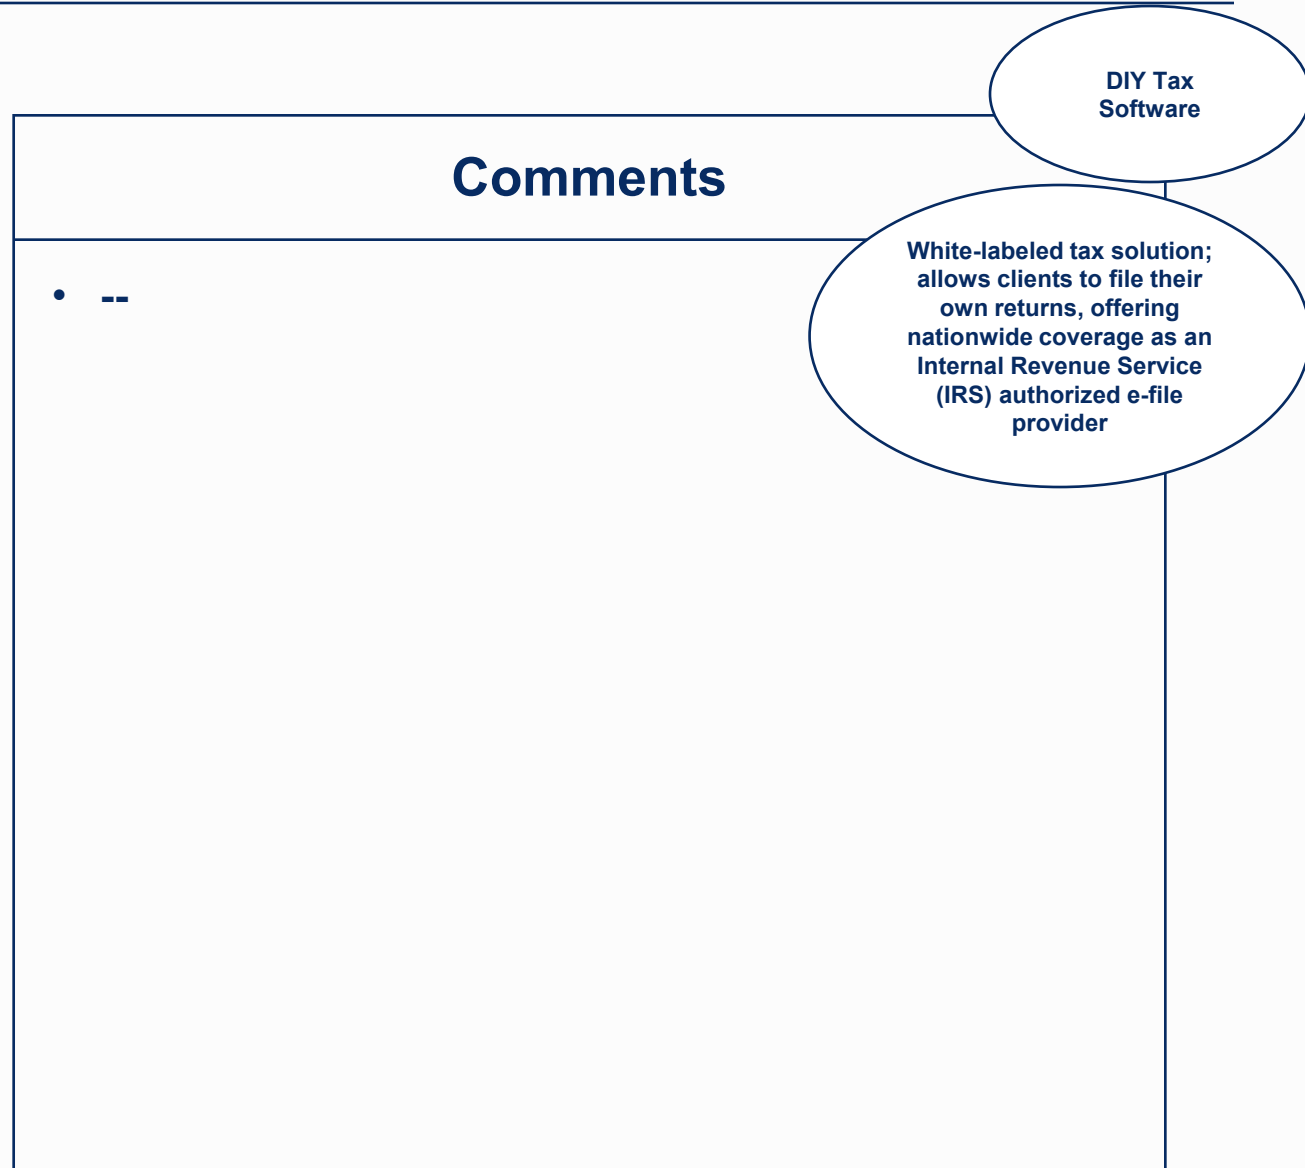 DIY Tax
Software
Comments
White-labeled tax solution;
allows clients to file their
own returns, offering
nationwide coverage as an
Internal Revenue Service
(IRS) authorized e-file
provider
• --